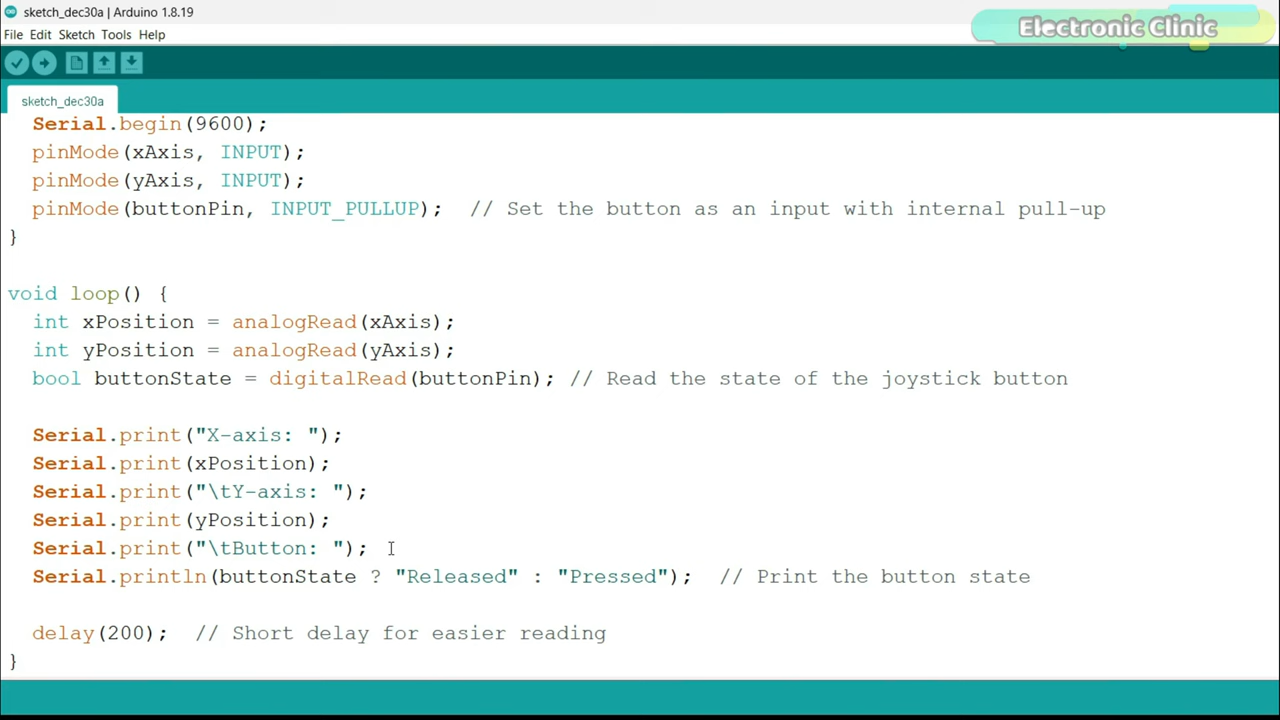 sketch_dec30a | Arduino 1.8.19
File Edit Sketch Tools Help
Electronic Clinic
sketch_dec30a
Serial.begin(9600);
pinMode(xAxis, INPUT);
pinMode(yAxis, INPUT);
pinMode(buttonPin, INPUT_PULLUP);  // Set the button as an input with internal pull-up
}
void loop() {
int xPosition = analogRead(xAxis);
int yPosition = analogRead(yAxis);
bool buttonState = digitalRead(buttonPin); // Read the state of the joystick button
Serial.print("X-axis: ");
Serial.print(xPosition);
Serial.print("\tY-axis: ");
Serial.print(yPosition);
Serial.print("\tButton: ");
Serial.println(buttonState ? "Released" : "Pressed");  // Print the button state
delay(200);  // Short delay for easier reading
}